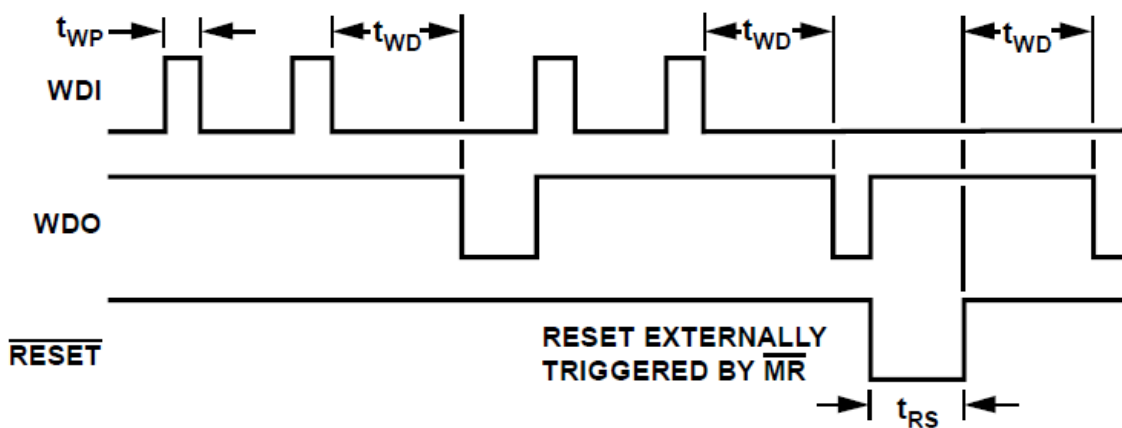 tWP
tWD
tWD
tWD
WDI
WDO
RESET
RESET EXTERNALLY
TRIGGERED BY MR
tRS